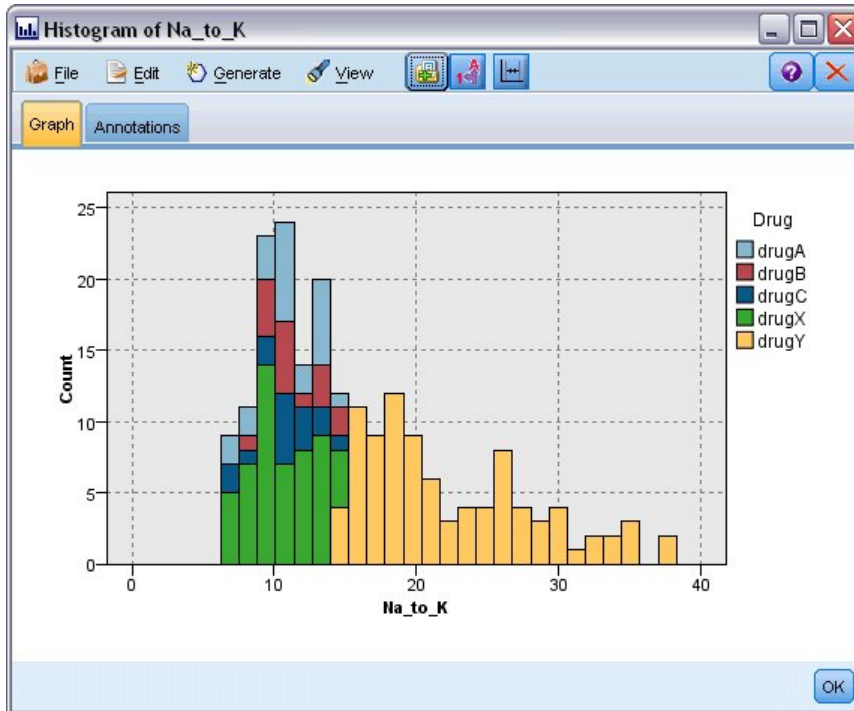 Histogram of Na_to_K
File Edit Generate View
Graph Annotations
25
20
15
10
5
0
Count
0 10 20 30 40
Na_to_K
Drug
drugA
drugB
drugC
drugX
drugY
OK